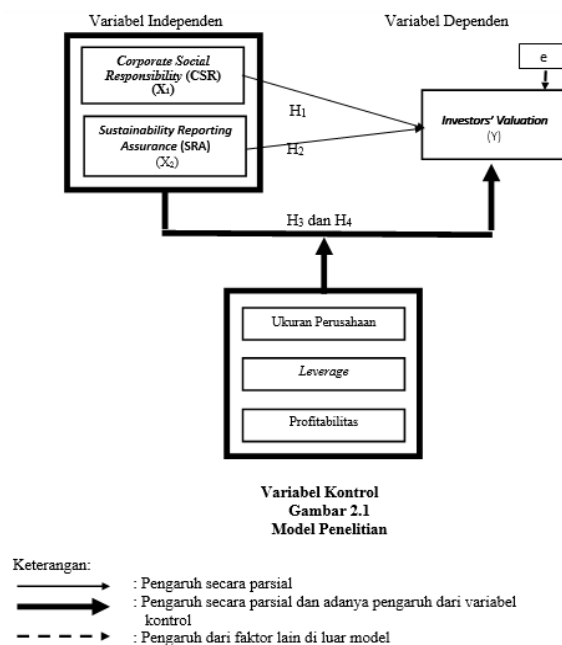 Variabel Independen
Variabel Dependen
e
Corporate Social
Responsibility (CSR)
(X₁)
H₁
Investors' Valuation
(Y)
Sustainability Reporting
Assurance (SRA)
(X₂)
H₂
H₃ dan H₄
Ukuran Perusahaan
Leverage
Profitabilitas
Variabel Kontrol
Gambar 2.1
Model Penelitian
Keterangan:
: Pengaruh secara parsial
: Pengaruh secara parsial dan adanya pengaruh dari variabel
kontrol
: Pengaruh dari faktor lain di luar model